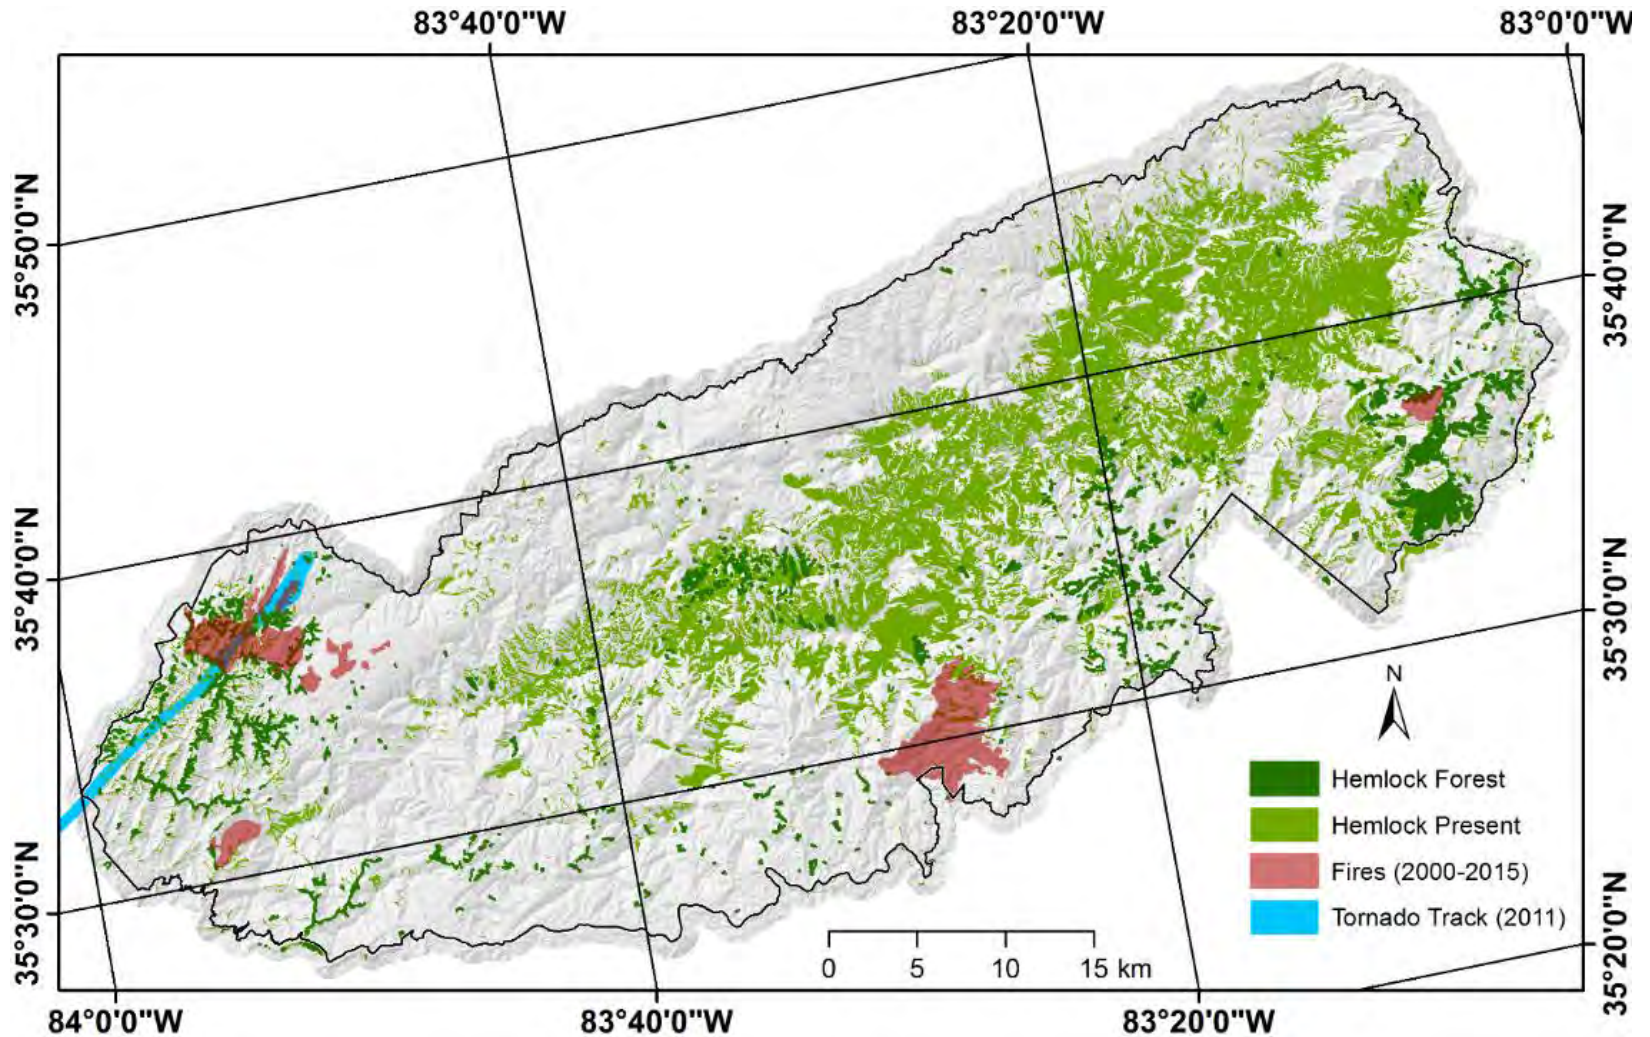 83°40'0"W
83°20'0"W
83°0'0"W
35°50'0"N
35°40'0"N
35°40'0"N
35°30'0"N
35°30'0"N
35°20'0"N
N
Hemlock Forest
Hemlock Present
Fires (2000-2015)
Tornado Track (2011)
0 5 10 15 km
84°0'0"W
83°40'0"W
83°20'0"W